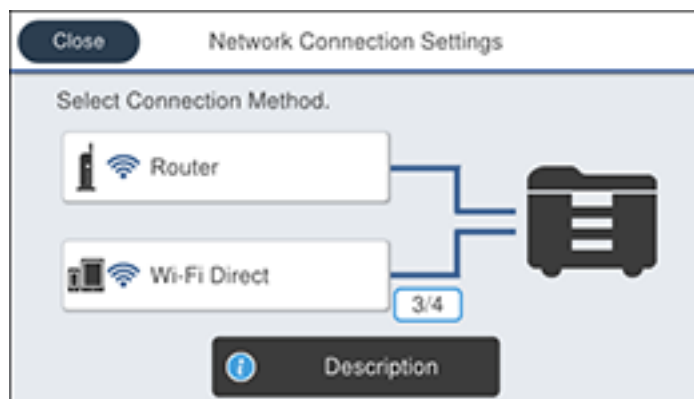 Close
Network Connection Settings
Select Connection Method.
Router
Wi-Fi Direct
3/4
i Description